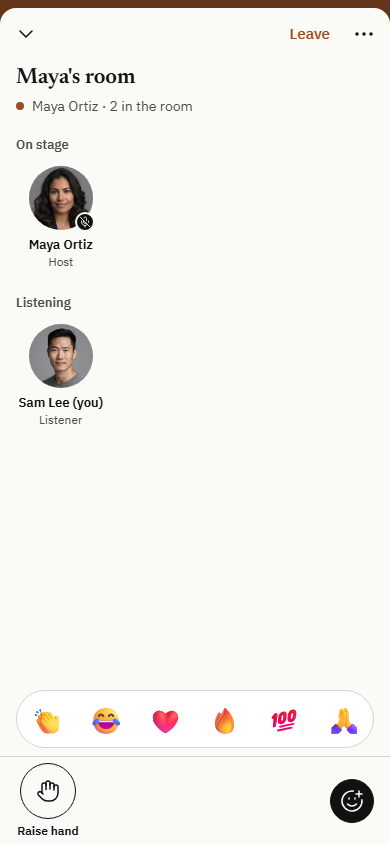 Leave
Maya's room
Maya Ortiz · 2 in the room
On stage
Maya Ortiz
Host
Listening
Sam Lee (you)
Listener
Raise hand